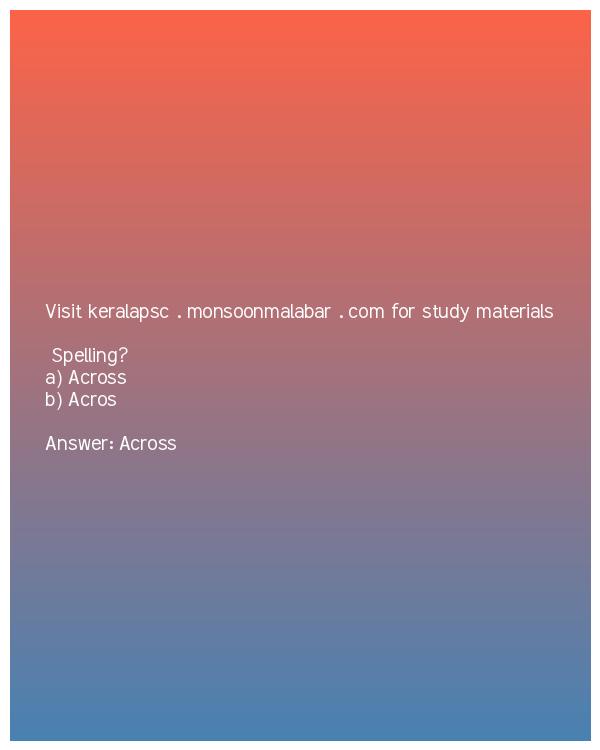 Visit keralapsc . monsoonmalabar . com for study materials
Spelling?
a) Across
b) Acros
Answer: Across